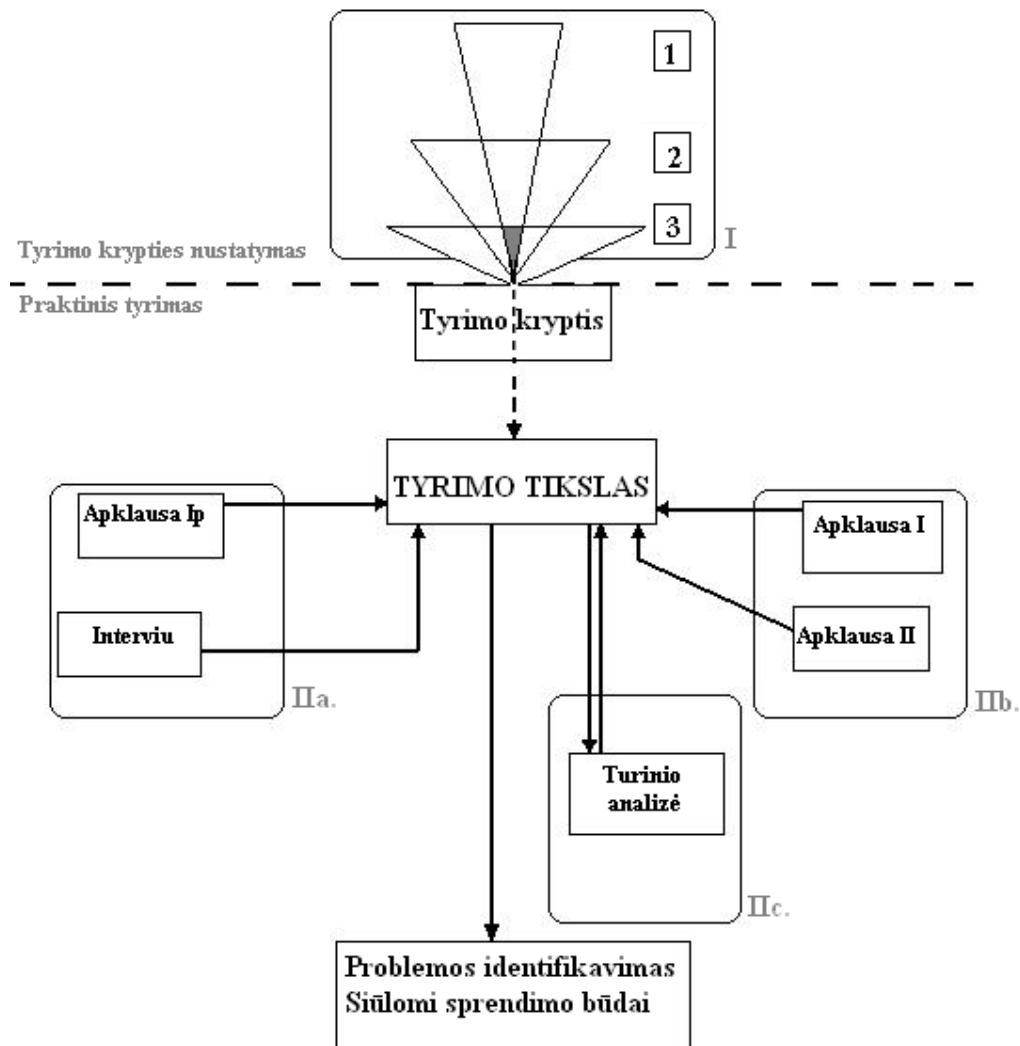 1
2
3
I
Tyrimo krypties nustatymas
Praktinis tyrimas
Tyrimo kryptis
TYRIMO TIKSLAS
Apklausa Ip
Interviu
IIa.
Apklausa I
Apklausa II
IIb.
Turinio
analizė
IIc.
Problemos identifikavimas
Siūlomi sprendimo būdai